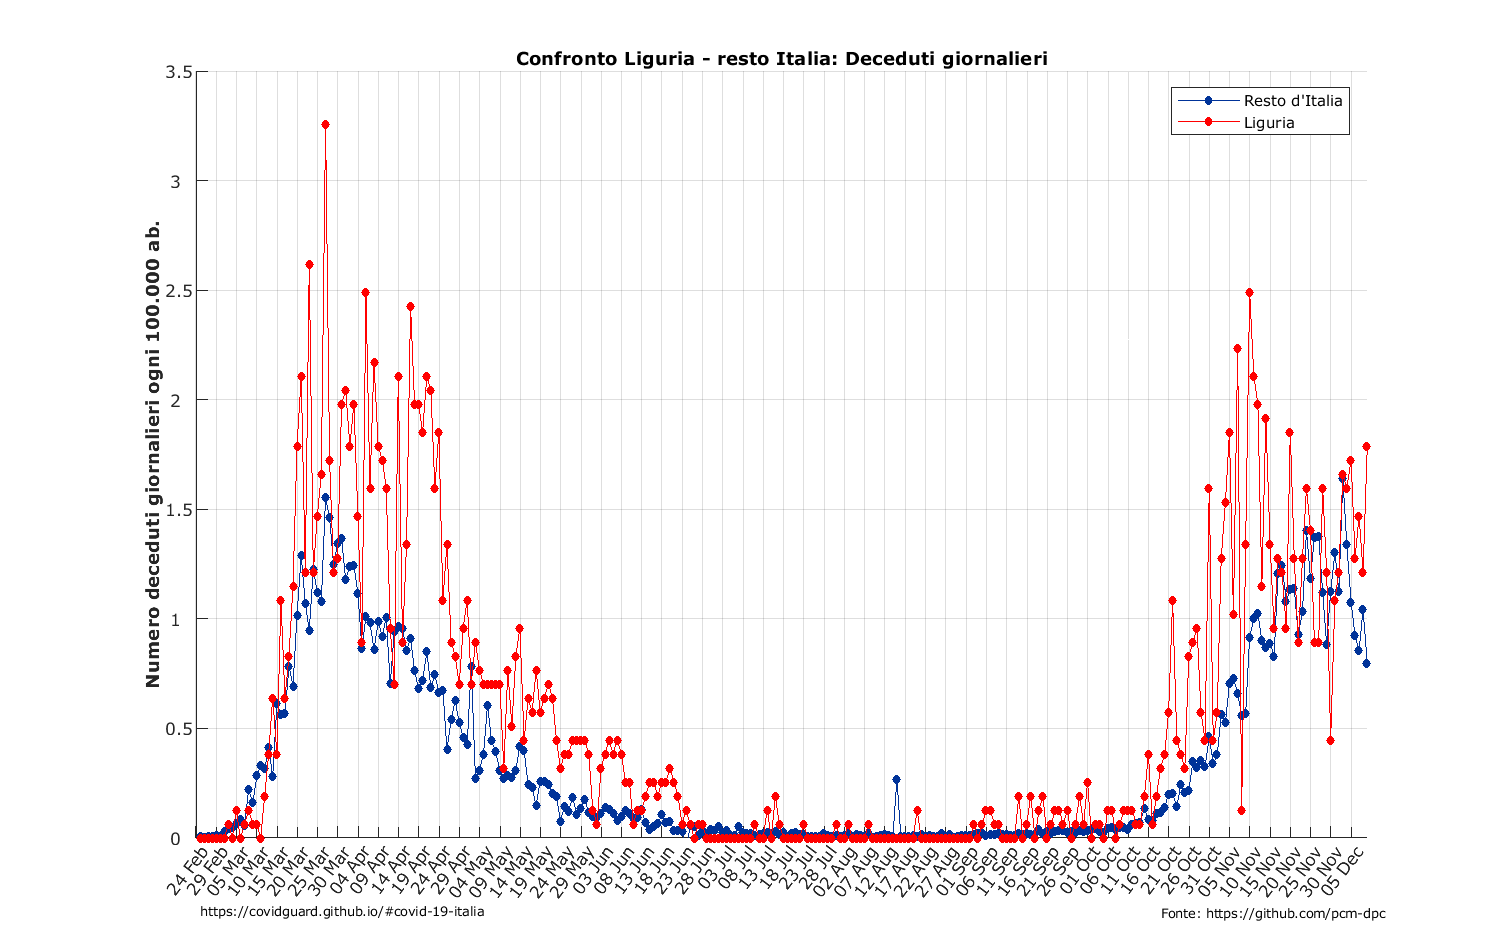 Confronto Liguria - resto Italia: Deceduti giornalieri
Resto d'Italia
Liguria
Numero deceduti giornalieri ogni 100.000 ab.
3.5
3
2.5
2
1.5
1
0.5
0
24 Feb
29 Feb
05 Mar
10 Mar
15 Mar
20 Mar
25 Mar
30 Mar
04 Apr
09 Apr
14 Apr
19 Apr
24 Apr
29 Apr
04 May
09 May
14 May
19 May
24 May
29 May
03 Jun
08 Jun
13 Jun
18 Jun
23 Jun
28 Jun
03 Jul
08 Jul
13 Jul
18 Jul
23 Jul
28 Jul
02 Aug
07 Aug
12 Aug
17 Aug
22 Aug
27 Aug
01 Sep
06 Sep
11 Sep
16 Sep
21 Sep
26 Sep
01 Oct
06 Oct
11 Oct
16 Oct
21 Oct
26 Oct
31 Oct
05 Nov
10 Nov
15 Nov
20 Nov
25 Nov
30 Nov
05 Dec
https://covidguard.github.io/#covid-19-italia
Fonte: https://github.com/pcm-dpc